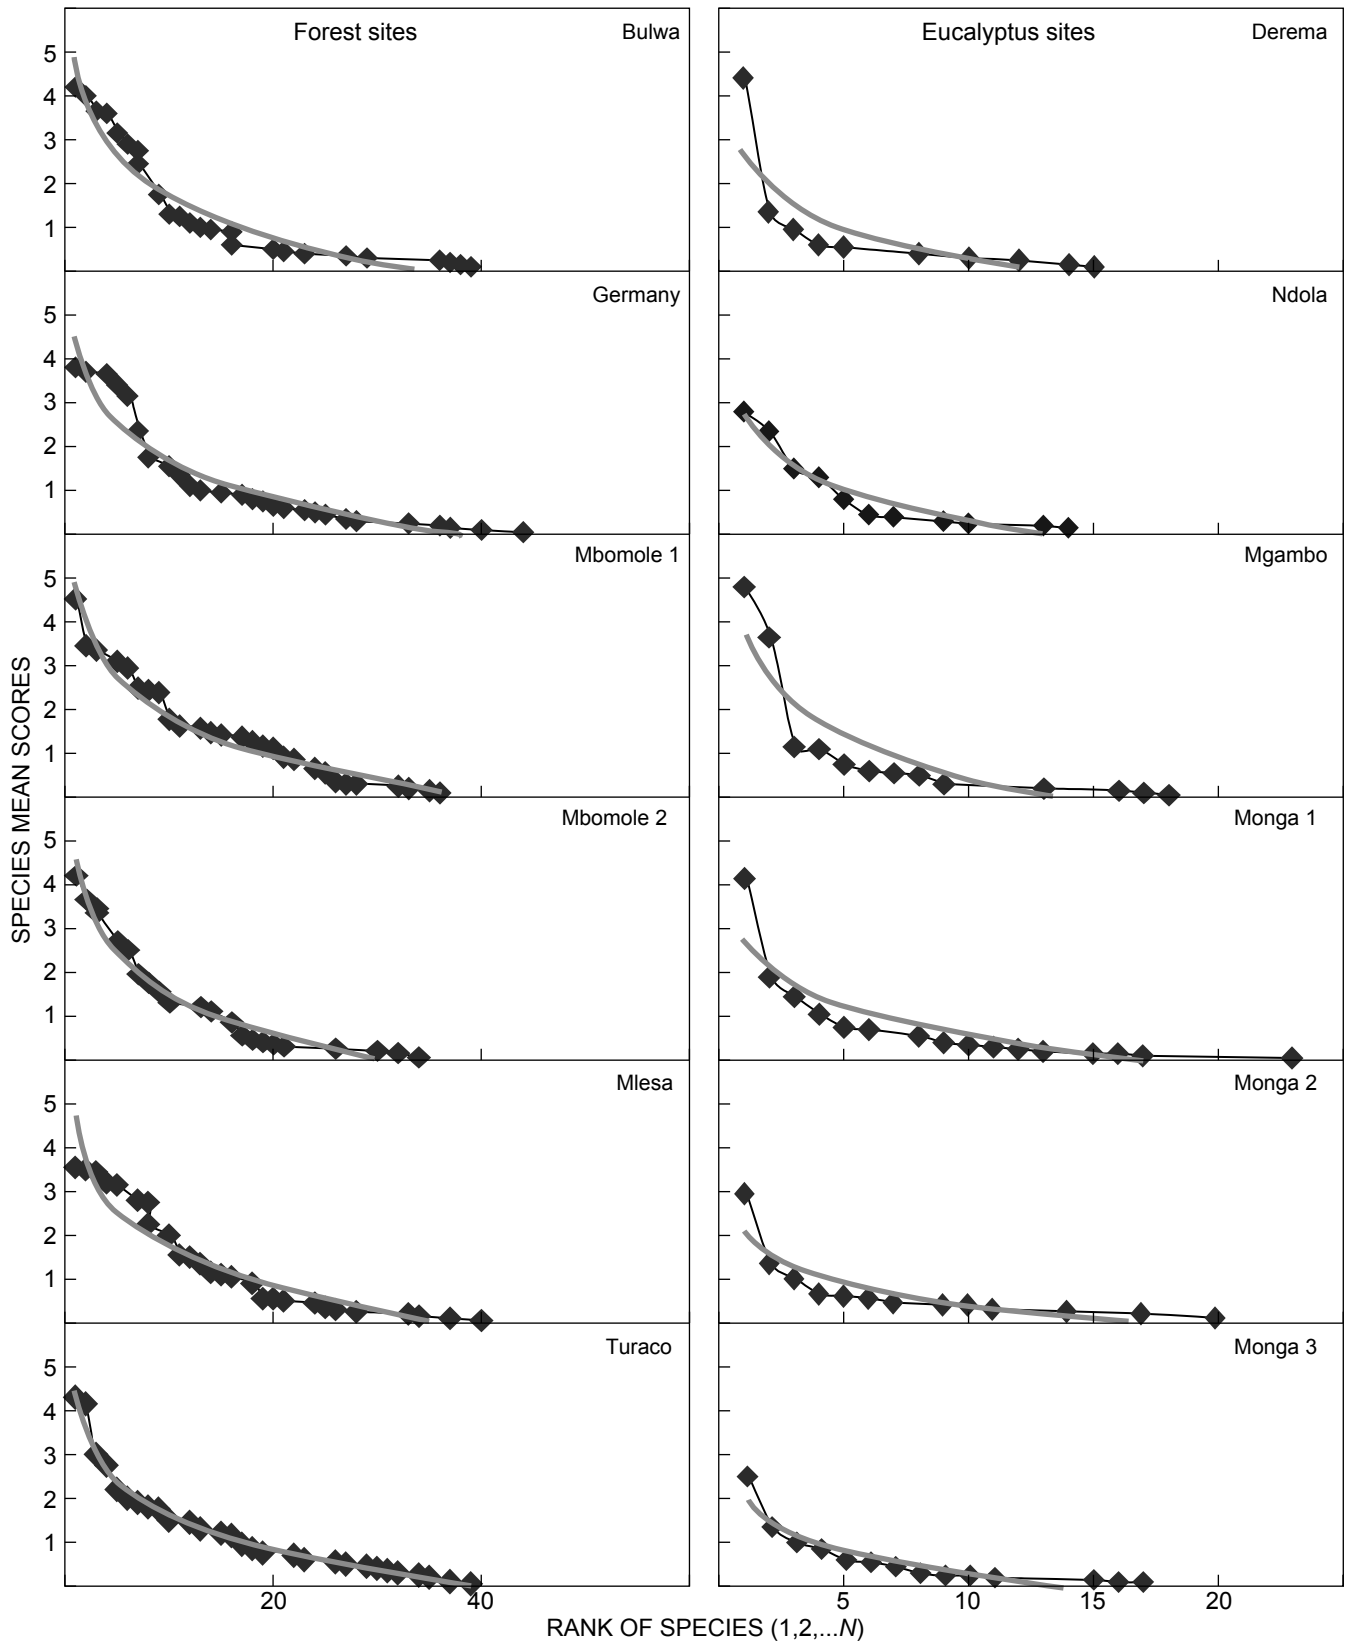 Forest sites
Bulwa
Eucalyptus sites
Derema
5
4
3
2
1
Germany
Ndola
5
4
3
2
1
Mbomole 1
Mgambo
5
4
3
2
1
Mbomole 2
Monga 1
5
4
3
2
1
Mlesa
Monga 2
5
4
3
2
1
Turaco
Monga 3
5
4
3
2
1
SPECIES MEAN SCORES
20 40 5 10 15 20
RANK OF SPECIES (1,2,...N)